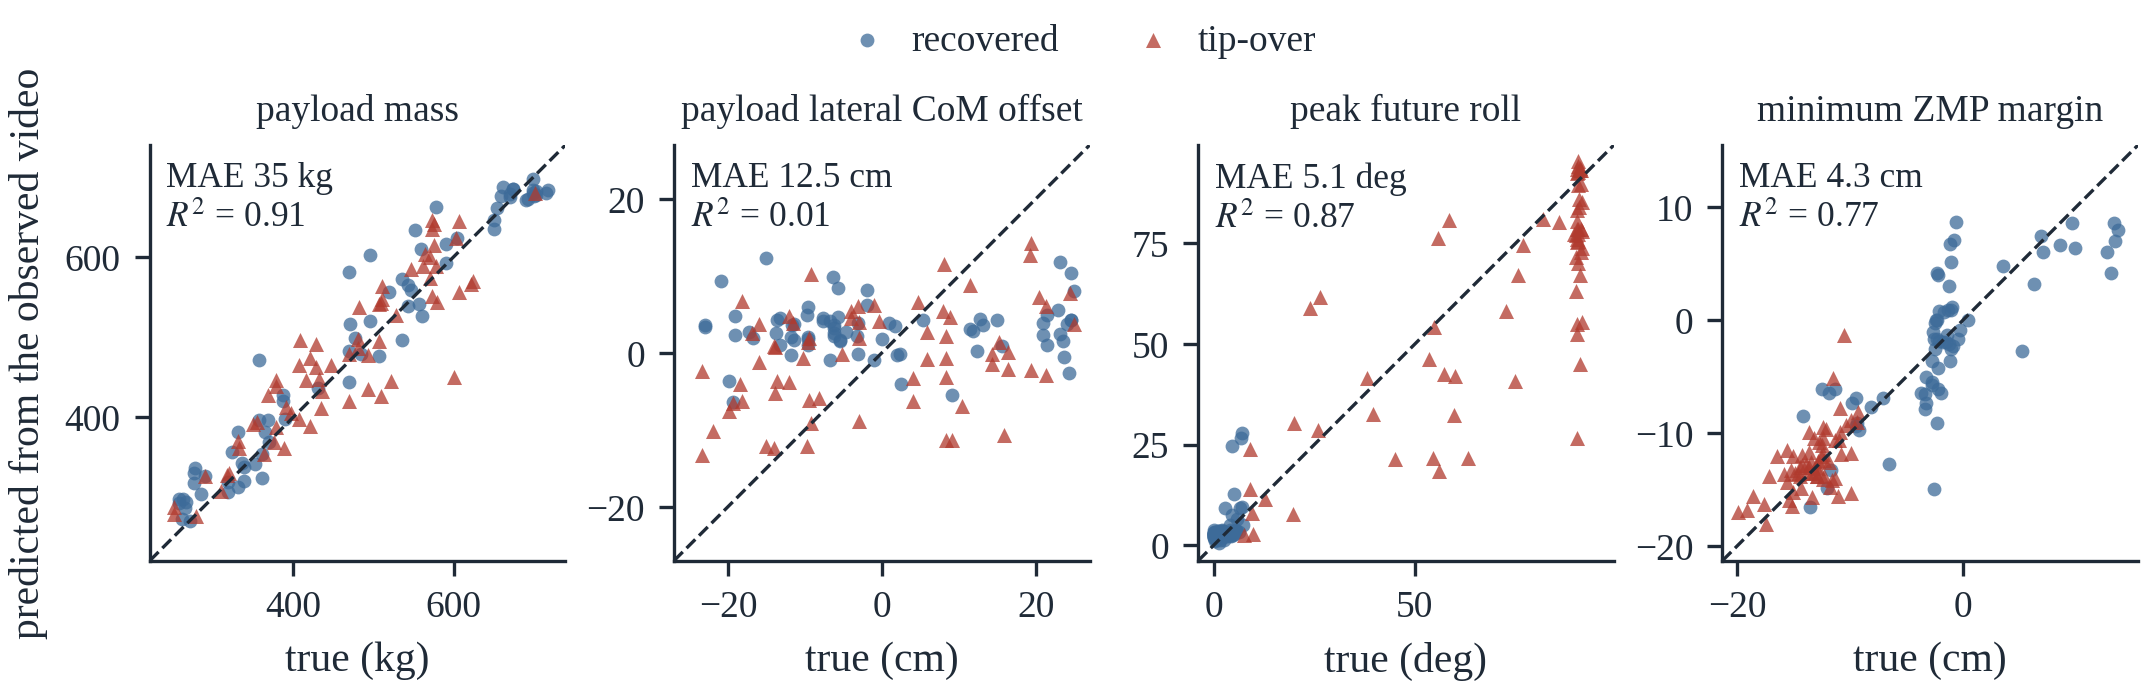 recovered
tip-over
predicted from the observed video
payload mass
MAE 35 kg
R² = 0.91
600
400
400
600
true (kg)
payload lateral CoM offset
MAE 12.5 cm
R² = 0.01
20
0
−20
−20
0
20
true (cm)
peak future roll
MAE 5.1 deg
R² = 0.87
75
50
25
0
0
50
true (deg)
minimum ZMP margin
MAE 4.3 cm
R² = 0.77
10
0
−10
−20
−20
0
true (cm)